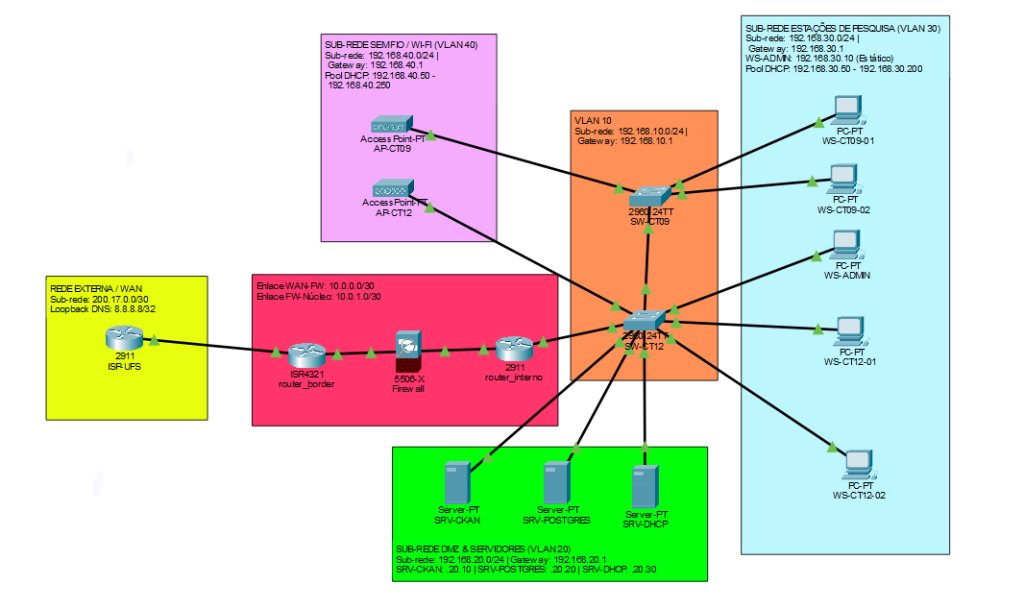 SUB-REDE SEMFIO / WI-FI (VLAN 40)
Sub-rede: 192.168.40.0/24 |
Gateway: 192.168.40.1
Pool DHCP: 192.168.40.50 -
192.168.40.250
Access Point-PT
AP-CT09
Access Point-PT
AP-CT12
VLAN 10
Sub-rede: 192.168.10.0/24 |
Gateway: 192.168.10.1
2960-24TT
SW-CT09
2960-24TT
SW-CT12
SUB-REDE ESTAÇÕES DE PESQUISA (VLAN 30)
Sub-rede: 192.168.30.0/24 |
Gateway: 192.168.30.1
WS-ADMIN: 192.168.30.10 (Estático)
Pool DHCP: 192.168.30.50 - 192.168.30.200
PC-PT
WS-CT09-01
PC-PT
WS-CT09-02
PC-PT
WS-ADMIN
PC-PT
WS-CT12-01
PC-PT
WS-CT12-02
REDE EXTERNA / WAN
Sub-rede: 200.17.0.0/30
Loopback DNS: 8.8.8.8/32
2911
ISP-UFS
Enlace WAN-FW: 10.0.0.0/30
Enlace FW-Núcleo: 10.0.1.0/30
ISR4321
router_border
5506-X
Firewall
2911
router_interno
Server-PT
SRV-CKAN
Server-PT
SRV-POSTGRES
Server-PT
SRV-DHCP
SUB-REDE DMZ & SERVIDORES (VLAN 20)
Sub-rede: 192.168.20.0/24 | Gateway: 192.168.20.1
SRV-CKAN: .20.10 | SRV-POSTGRES: .20.20 | SRV-DHCP: .20.30